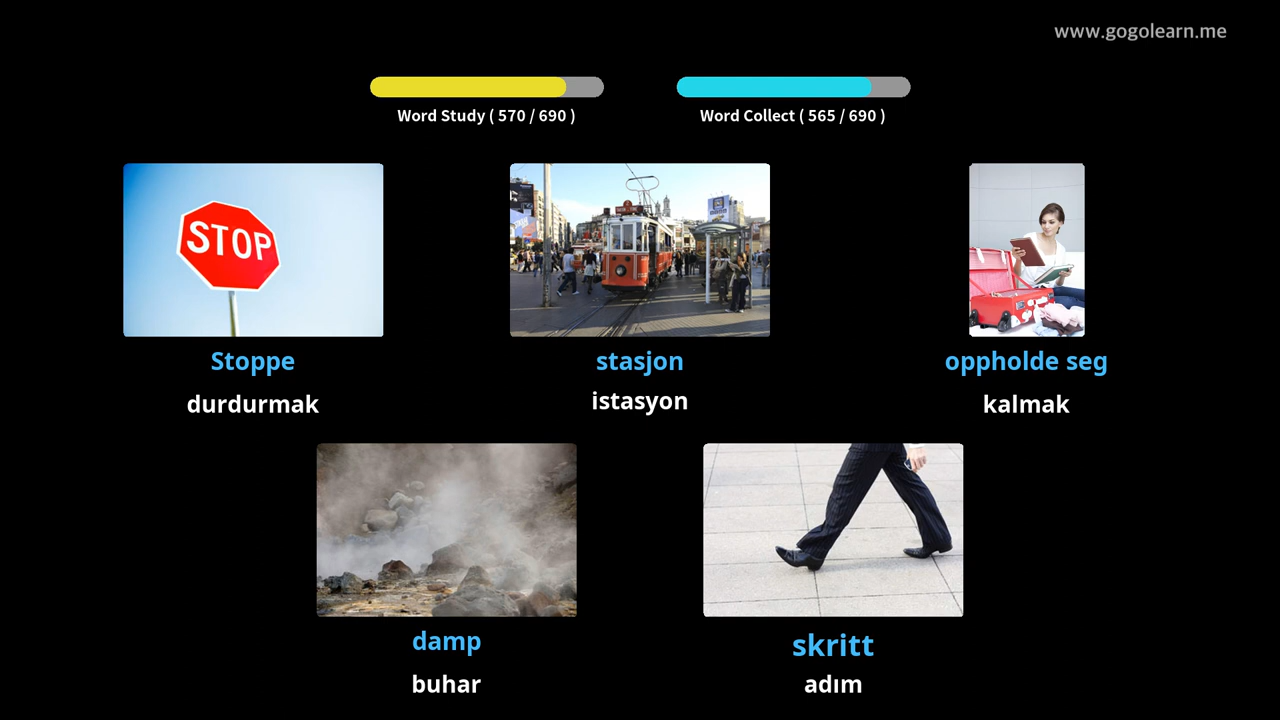 www.gogolearn.me
Word Study ( 570 / 690 )
Word Collect ( 565 / 690 )
STOP
Stoppe
durdurmak
stasjon
istasyon
oppholde seg
kalmak
damp
buhar
skritt
adım